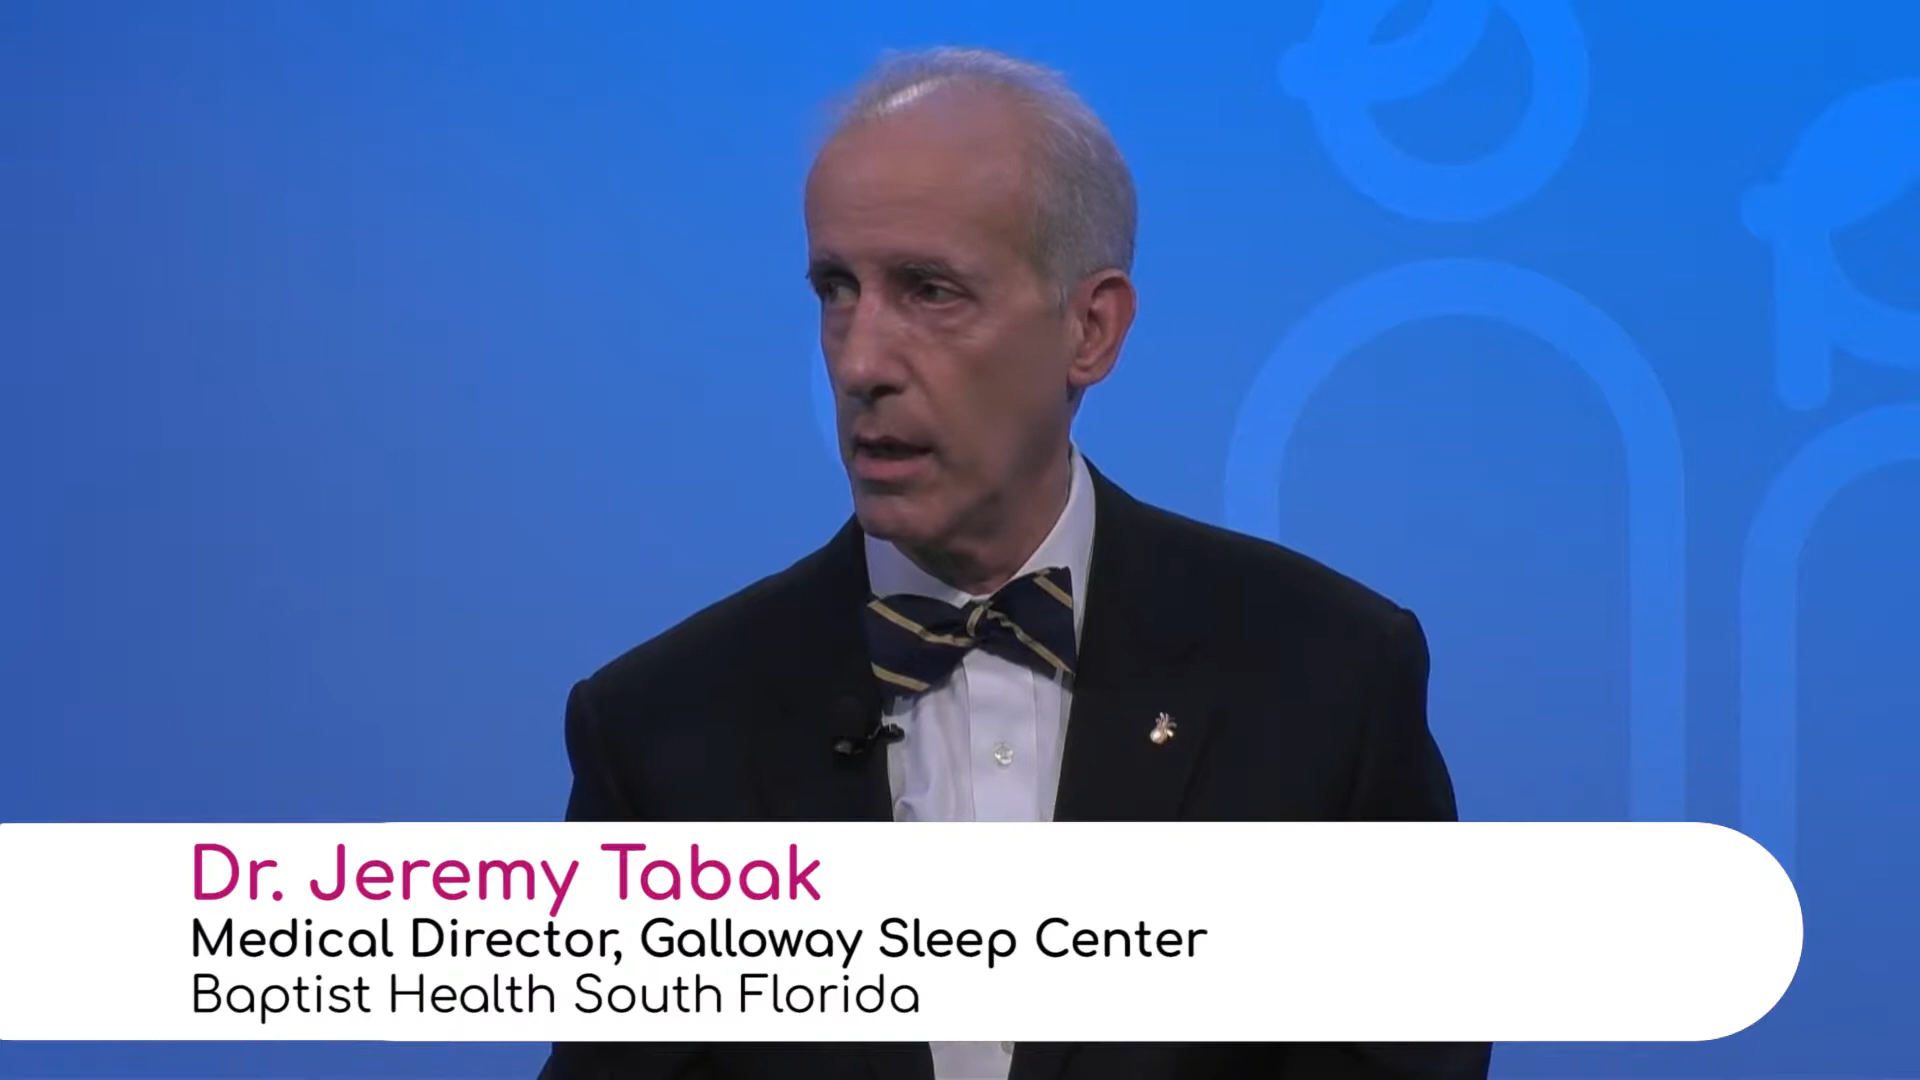 Dr. Jeremy Tabak
Medical Director, Galloway Sleep Center
Baptist Health South Florida